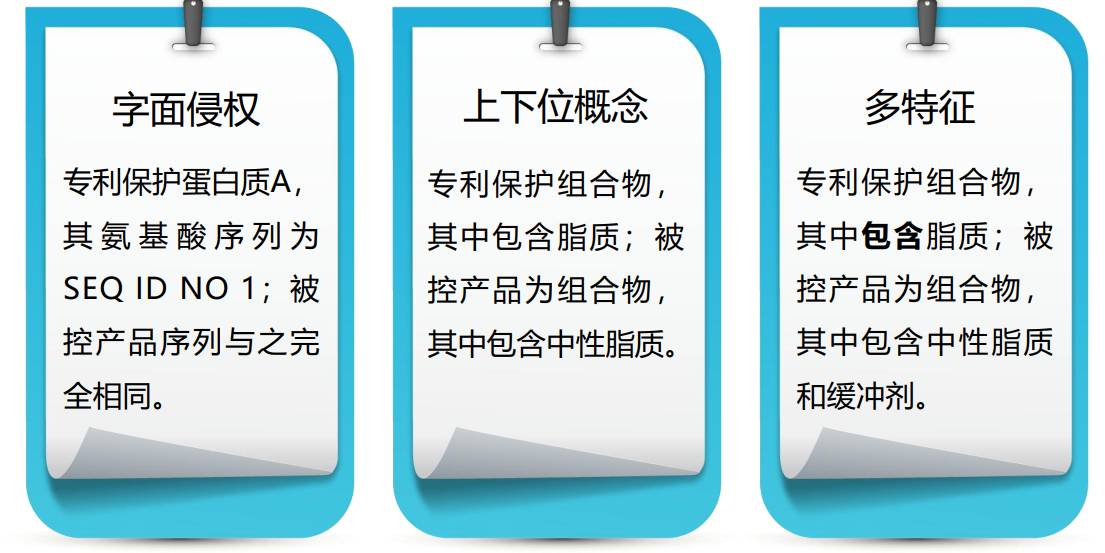 字面侵权
专利保护蛋白质A，
其氨基酸序列为
SEQ ID NO 1；被
控产品序列与之完
全相同。
上下位概念
专利保护组合物，
其中包含脂质；被
控产品为组合物，
其中包含中性脂质。
多特征
专利保护组合物，
其中包含脂质；被
控产品为组合物，
其中包含中性脂质
和缓冲剂。